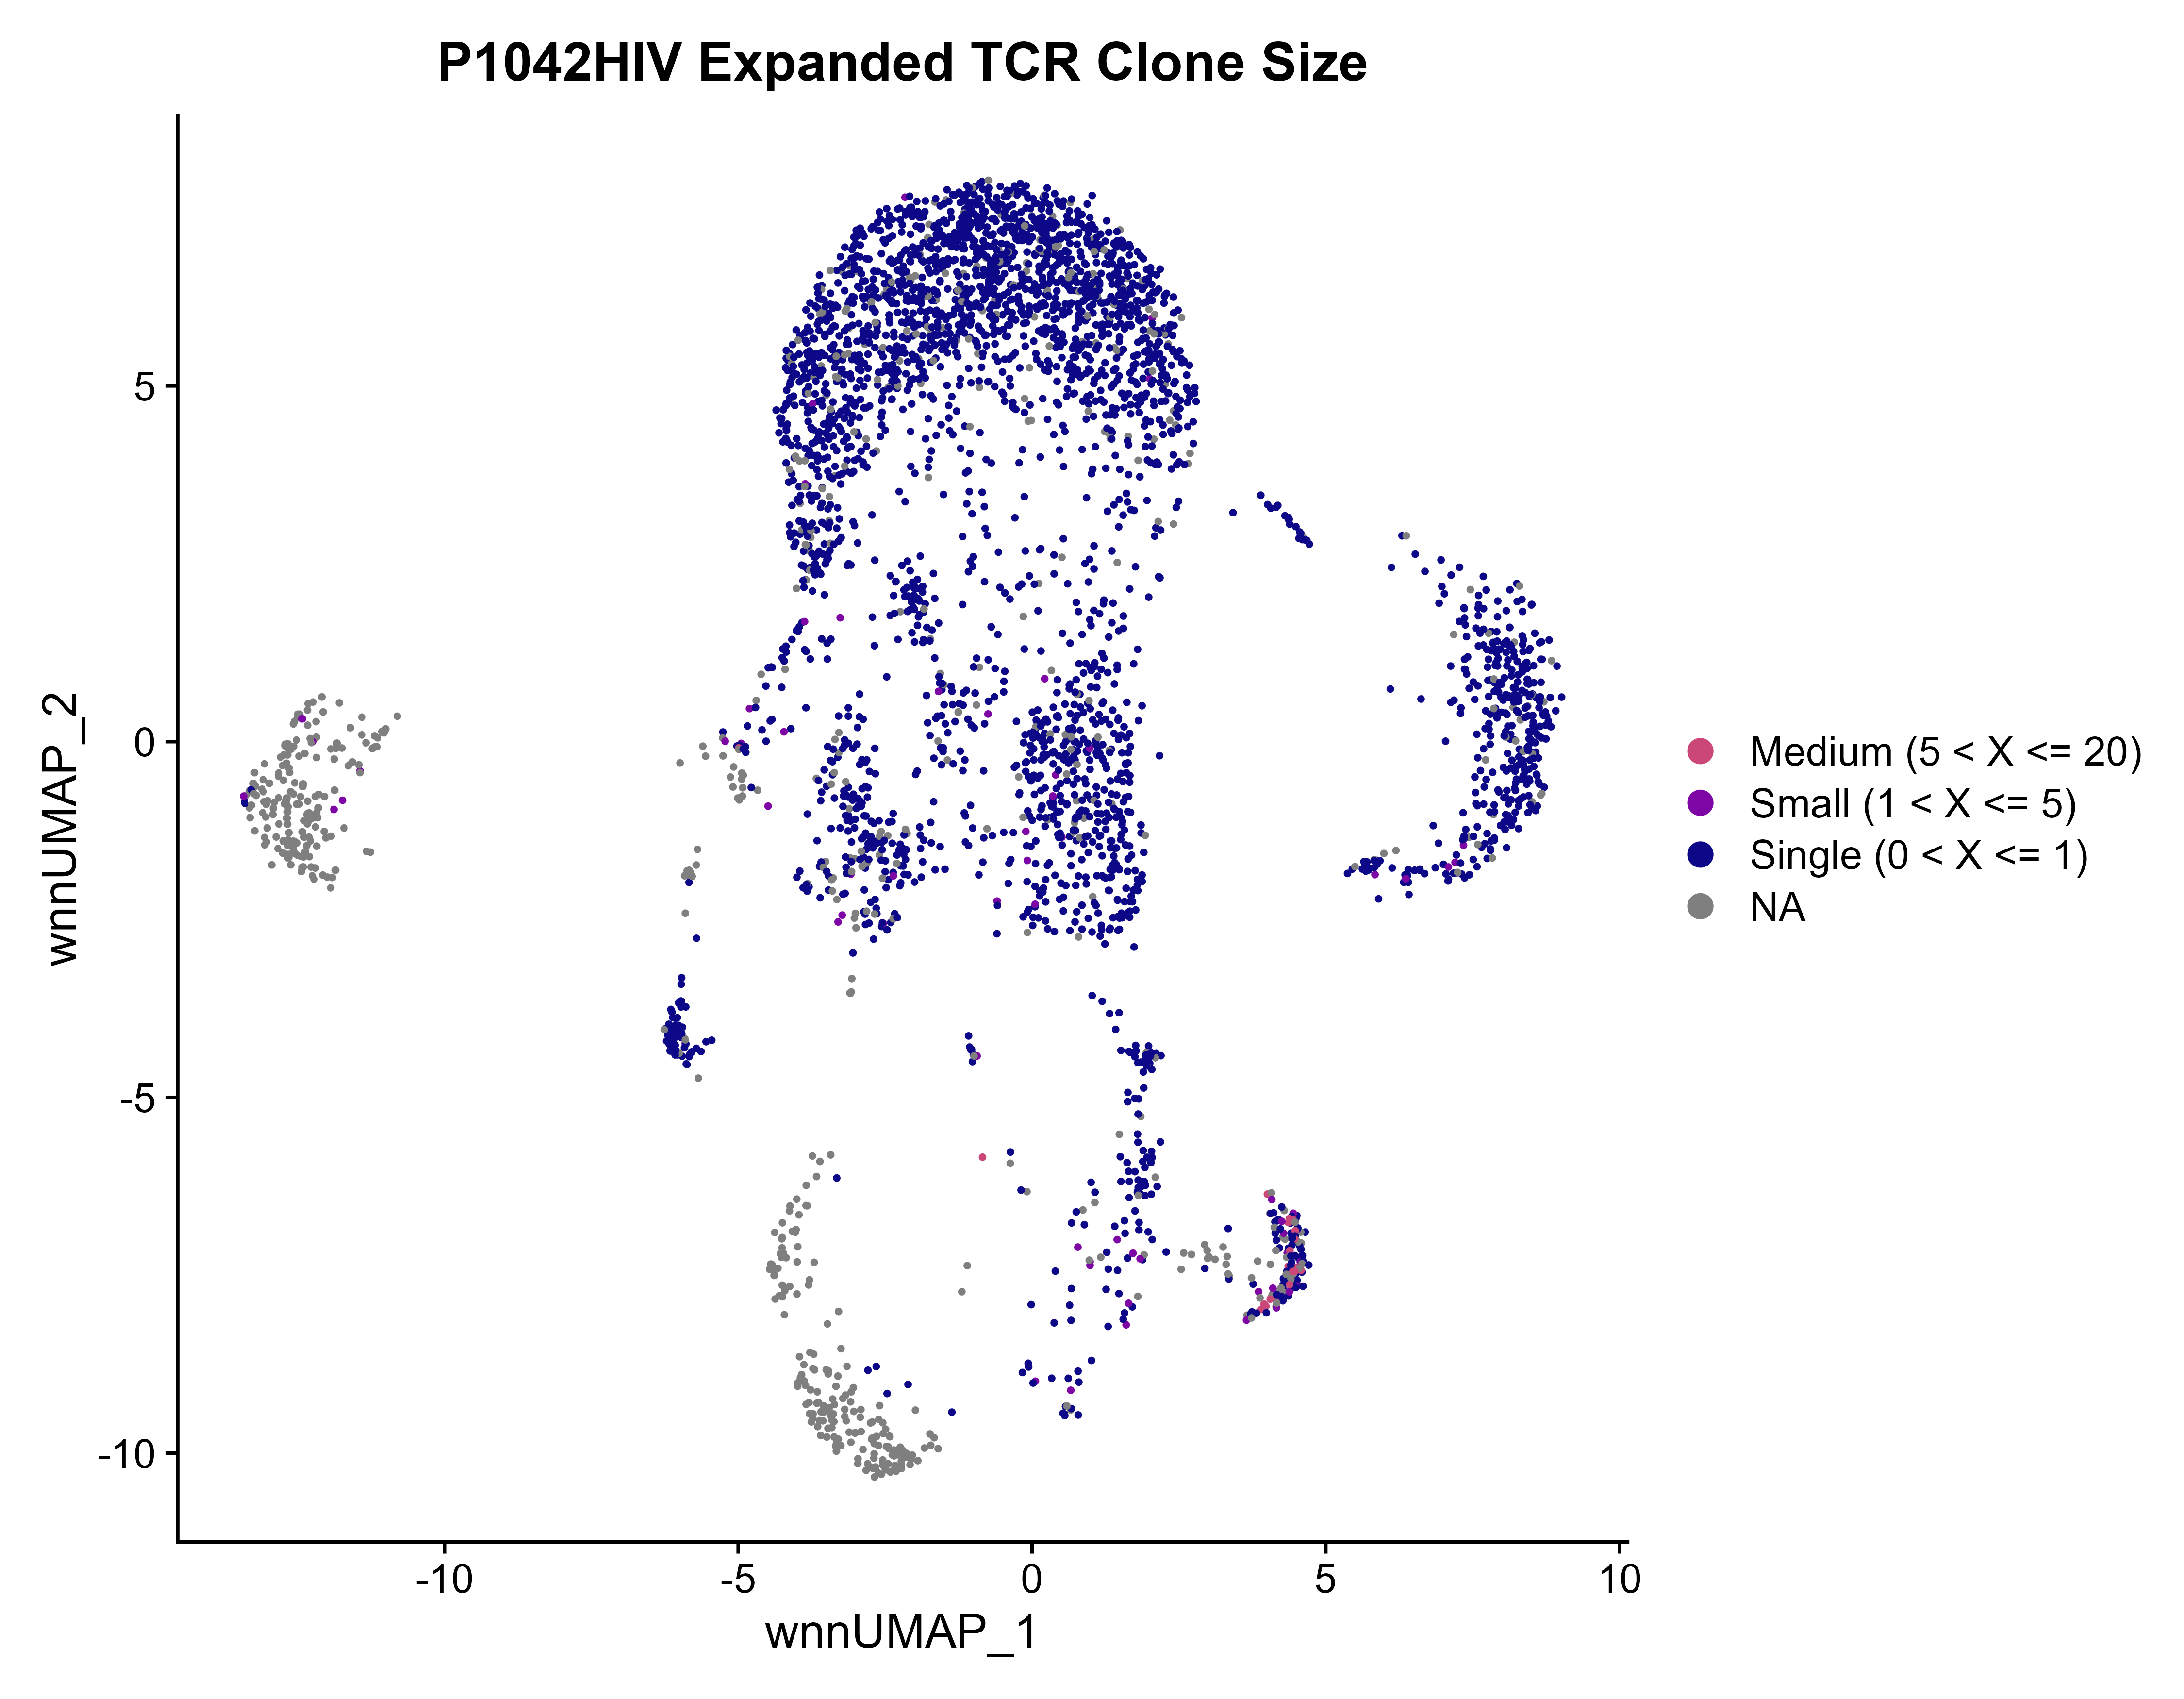 P1042HIV Expanded TCR Clone Size
5
0
-5
-10
wnnUMAP_2
-10
-5
0
5
10
wnnUMAP_1
Medium (5 < X <= 20)
Small (1 < X <= 5)
Single (0 < X <= 1)
NA